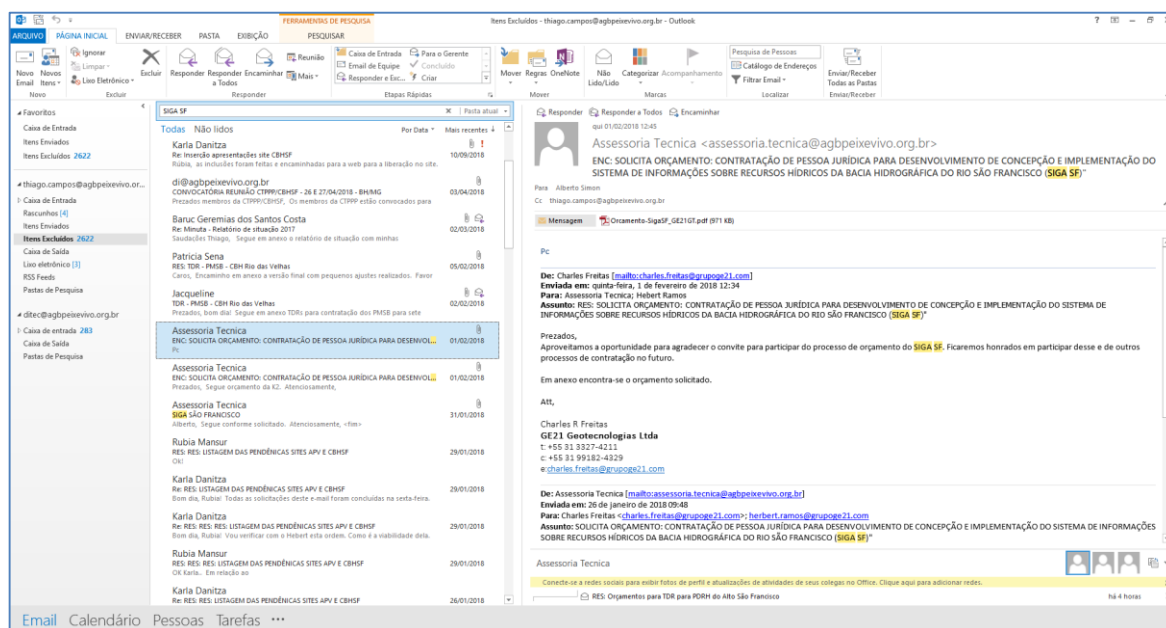 FERRAMENTAS DE PESQUISA
Itens Excluídos - thiago.campos@agbpeixevivo.org.br - Outlook
ARQUIVO PÁGINA INICIAL ENVIAR/RECEBER PASTA EXIBIÇÃO PESQUISAR
Novo Email
Novos Itens
Ignorar
Limpar
Lixo Eletrônico
Excluir
Responder
Responder a Todos
Encaminhar
Reunião
Mais
Caixa de Entrada
Email de Equipe
Responder e Exc...
Para o Gerente
Concluído
Criar
Mover
Regras
OneNote
Não Lido/Lido
Categorizar
Acompanhamento
Pesquisa de Pessoas
Catálogo de Endereços
Filtrar Email
Enviar/Receber Todas as Pastas
Novo Excluir Responder Etapas Rápidas Mover Marcas Localizar Enviar/Receber
Favoritos
Caixa de Entrada
Itens Enviados
Itens Excluídos 2622
thiago.campos@agbpeixevivo.or...
Caixa de Entrada
Rascunhos [4]
Itens Enviados
Itens Excluídos 2622
Caixa de Saída
Lixo eletrônico [3]
RSS Feeds
Pastas de Pesquisa
ditec@agbpeixevivo.org.br
Caixa de entrada 283
Caixa de Saída
Pastas de Pesquisa
SIGA SF Pasta atual
Todas Não lidos Por Data Mais recentes
Karla Danitza
Re: Inserção apresentações site CBHSF 10/09/2018
Rúbia, as inclusões foram feitas e encaminhadas para a web para a liberação no site.
di@agbpeixevivo.org.br
CONVOCATÓRIA REUNIÃO CTPPP/CBHSF - 26 E 27/04/2018 - BH/MG 03/04/2018
Prezados membros da CTPPP/CBHSF, Os membros da CTPPP estão convocados para
Baruc Geremias dos Santos Costa
Re: Minuta - Relatório de situação 2017 02/03/2018
Saudações Thiago, Segue em anexo o relatório de situação com minhas
Patricia Sena
RES: TDR - PMSB - CBH Rio das Velhas 05/02/2018
Caros, Encaminho em anexo a versão final com pequenos ajustes realizados. Favor
Jacqueline
TDR - PMSB - CBH Rio das Velhas 02/02/2018
Prezados, bom dia! Segue em anexo TDRs para contratação dos PMSB para sete
Assessoria Tecnica
ENC: SOLICITA ORÇAMENTO: CONTRATAÇÃO DE PESSOA JURÍDICA PARA DESENVOL... 01/02/2018
Pc
Assessoria Tecnica
ENC: SOLICITA ORÇAMENTO: CONTRATAÇÃO DE PESSOA JURÍDICA PARA DESENVOL... 01/02/2018
Prezados, Segue orçamento da K2. Atenciosamente,
Assessoria Tecnica
SIGA SÃO FRANCISCO 31/01/2018
Alberto, Segue conforme solicitado. Atenciosamente, <fim>
Rubia Mansur
RES: RES: LISTAGEM DAS PENDÊNICAS SITES APV E CBHSF 29/01/2018
Ok!
Karla Danitza
Re: RES: LISTAGEM DAS PENDÊNICAS SITES APV E CBHSF 29/01/2018
Bom dia, Rubia! Todas as solicitações deste e-mail foram concluídas na sexta-feira.
Karla Danitza
Re: RES: RES: LISTAGEM DAS PENDÊNICAS SITES APV E CBHSF 29/01/2018
Bom dia, Rubia! Vou verificar com o Hebert esta ordem. Como é a viabilidade dela.
Rubia Mansur
RES: RES: RES: LISTAGEM DAS PENDÊNICAS SITES APV E CBHSF 29/01/2018
OK Karla.. Em relação ao
Karla Danitza
Re: RES: RES: LISTAGEM DAS PENDÊNICAS SITES APV E CBHSF 26/01/2018
Responder Responder a Todos Encaminhar
qui 01/02/2018 12:45
Assessoria Tecnica <assessoria.tecnica@agbpeixevivo.org.br>
ENC: SOLICITA ORÇAMENTO: CONTRATAÇÃO DE PESSOA JURÍDICA PARA DESENVOLVIMENTO DE CONCEPÇÃO E IMPLEMENTAÇÃO DO
SISTEMA DE INFORMAÇÕES SOBRE RECURSOS HÍDRICOS DA BACIA HIDROGRÁFICA DO RIO SÃO FRANCISCO (SIGA SF)"
Para Alberto Simon
Cc thiago.campos@agbpeixevivo.org.br
Mensagem Orcamento-SigaSF_GE21GT.pdf (971 KB)
Pc
De: Charles Freitas [mailto:charles.freitas@grupoge21.com]
Enviada em: quinta-feira, 1 de fevereiro de 2018 12:34
Para: Assessoria Tecnica; Hebert Ramos
Assunto: RES: SOLICITA ORÇAMENTO: CONTRATAÇÃO DE PESSOA JURÍDICA PARA DESENVOLVIMENTO DE CONCEPÇÃO E IMPLEMENTAÇÃO DO SISTEMA DE
INFORMAÇÕES SOBRE RECURSOS HÍDRICOS DA BACIA HIDROGRÁFICA DO RIO SÃO FRANCISCO (SIGA SF)"
Prezados,
Aproveitamos a oportunidade para agradecer o convite para participar do processo de orçamento do SIGA SF. Ficaremos honrados em participar desse e de outros
processos de contratação no futuro.
Em anexo encontra-se o orçamento solicitado.
Att,
Charles R Freitas
GE21 Geotecnologias Ltda
t: +55 31 3327-4211
c: +55 31 99182-4329
e:charles.freitas@grupoge21.com
De: Assessoria Tecnica [mailto:assessoria.tecnica@agbpeixevivo.org.br]
Enviada em: 26 de janeiro de 2018 09:48
Para: Charles Freitas <charles.freitas@grupoge21.com>; herbert.ramos@grupoge21.com
Assunto: SOLICITA ORÇAMENTO: CONTRATAÇÃO DE PESSOA JURÍDICA PARA DESENVOLVIMENTO DE CONCEPÇÃO E IMPLEMENTAÇÃO DO SISTEMA DE INFORMAÇÕES
SOBRE RECURSOS HÍDRICOS DA BACIA HIDROGRÁFICA DO RIO SÃO FRANCISCO (SIGA SF)"
Assessoria Tecnica
Conecte-se a redes sociais para exibir fotos de perfil e atualizações de atividades de seus colegas no Office. Clique aqui para adicionar redes.
RES: Orçamentos para TDR para PDRH do Alto São Francisco há 4 horas
Email Calendário Pessoas Tarefas •••